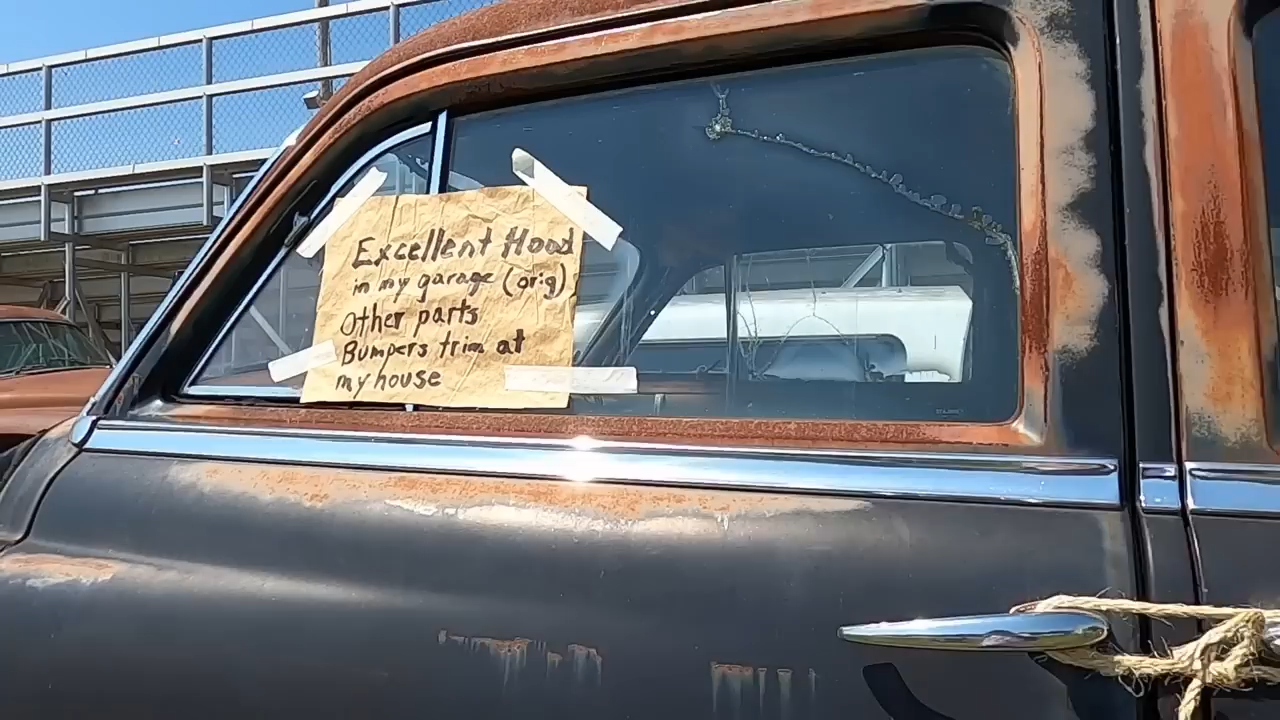 Excellent Hood
in my garage (orig)
Other parts
Bumpers trim at
my house